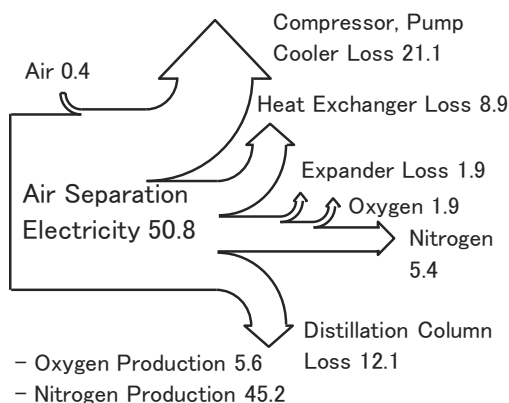 Compressor, Pump
Cooler Loss 21.1
Air 0.4
Heat Exchanger Loss 8.9
Expander Loss 1.9
Air Separation
Electricity 50.8
Oxygen 1.9
Nitrogen
5.4
Distillation Column
Loss 12.1
- Oxygen Production 5.6
- Nitrogen Production 45.2